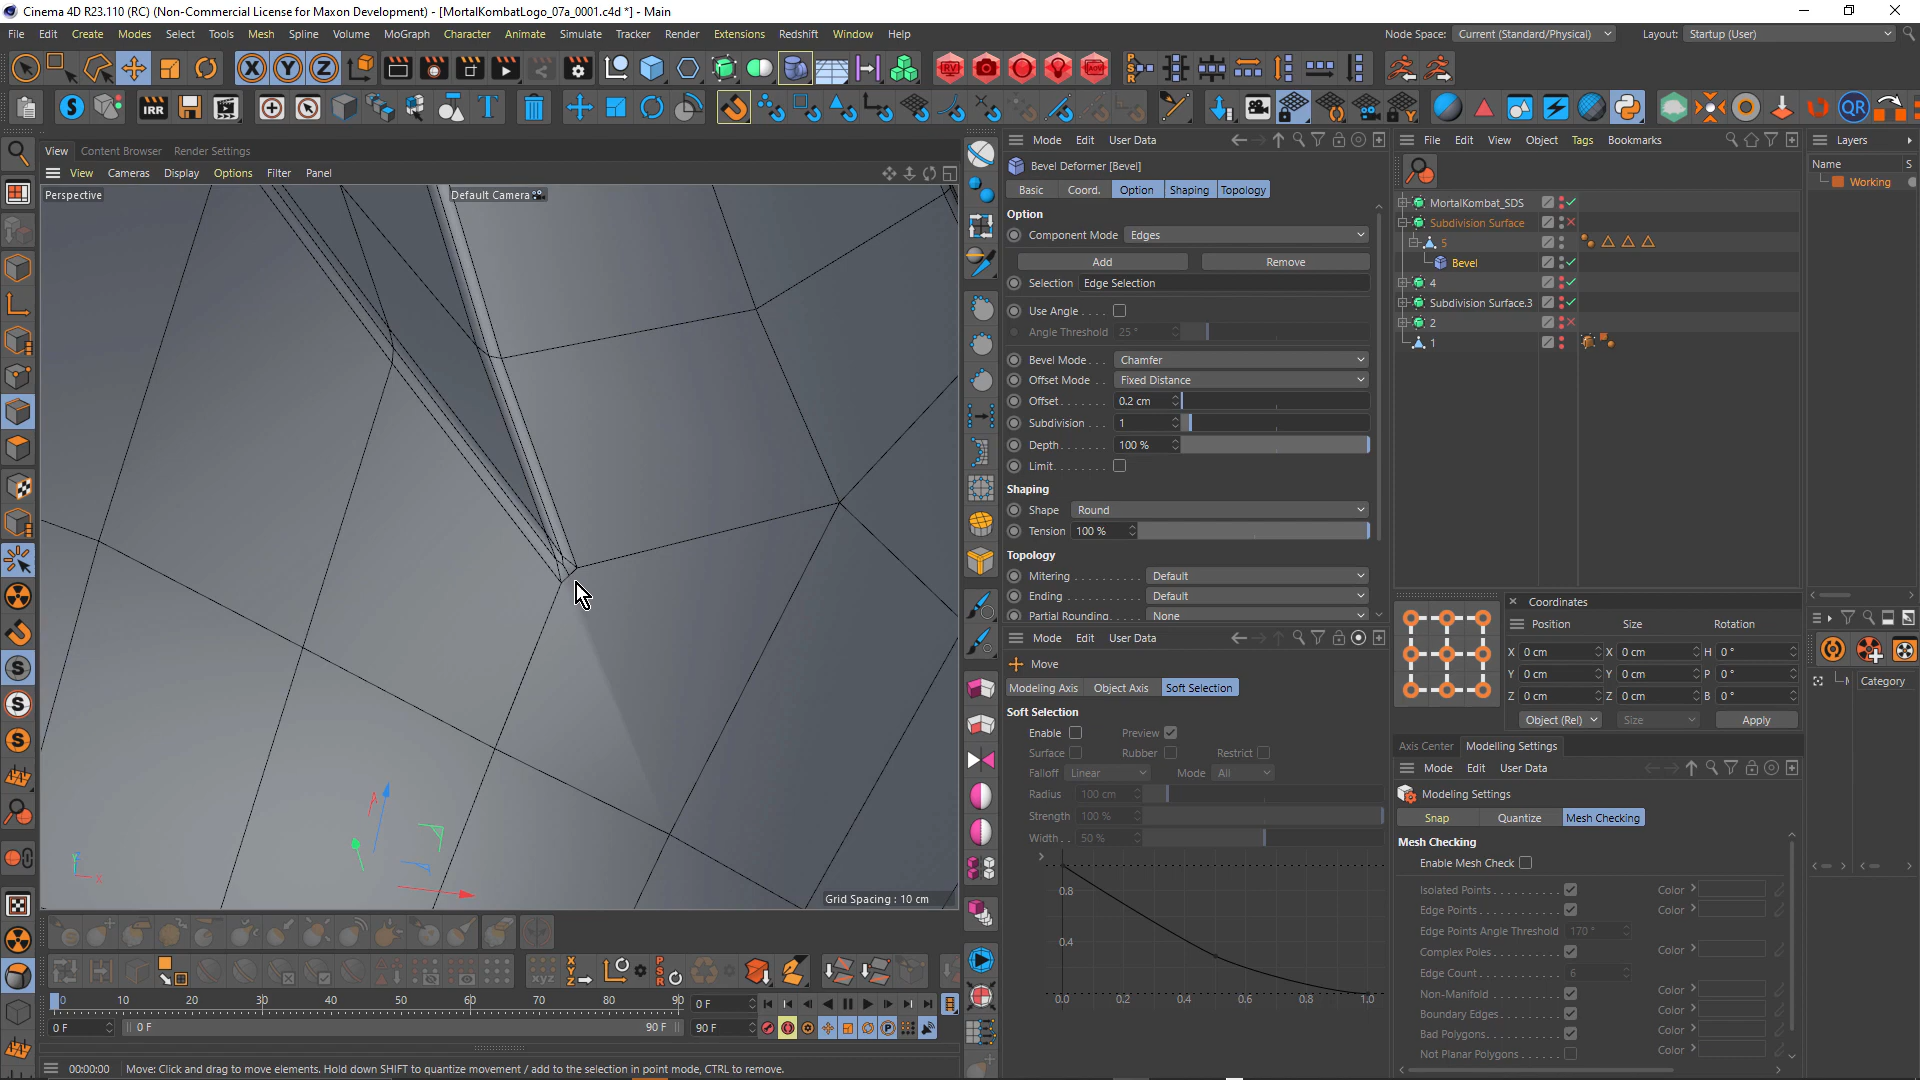 Cinema 4D R23.110 (RC) (Non-Commercial License for Maxon Development) - [MortalKombatLogo_07a_0001.c4d *] - Main
File Edit Create Modes Select Tools Mesh Spline Volume MoGraph Character Animate Simulate Tracker Render Extensions Redshift Window Help
Node Space: Current (Standard/Physical) Layout: Startup (User)
View Content Browser Render Settings
View Cameras Display Options Filter Panel
Perspective
Default Camera
Grid Spacing : 10 cm
0 10 20 30 40 50 60 70 80 90
0 F
0 F
0 F
90 F
90 F
00:00:00 Move: Click and drag to move elements. Hold down SHIFT to quantize movement / add to the selection in point mode, CTRL to remove.
Mode Edit User Data
Bevel Deformer [Bevel]
Basic Coord. Option Shaping Topology
Option
Component Mode Edges
Add Remove
Selection Edge Selection
Use Angle . . . .
Angle Threshold 25 °
Bevel Mode . . . Chamfer
Offset Mode . . Fixed Distance
Offset . . . . . . . 0.2 cm
Subdivision . . . 1
Depth . . . . . . . 100 %
Limit . . . . . . . .
Shaping
Shape Round
Tension 100 %
Topology
Mitering . . . . . . . . . . Default
Ending . . . . . . . . . . . Default
Partial Rounding . . . None
Mode Edit User Data
Move
Modeling Axis Object Axis Soft Selection
Soft Selection
Enable Preview
Surface Rubber Restrict
Falloff Linear Mode All
Radius 100 cm
Strength 100 %
Width . . 50 %
0.8
0.4
0.0 0.2 0.4 0.6 0.8 1.0
File Edit View Object Tags Bookmarks
MortalKombat_SDS
Subdivision Surface
5
Bevel
4
Subdivision Surface.3
2
1
Layers
Name S
Working
Coordinates
Position Size Rotation
X 0 cm X 0 cm H 0 °
Y 0 cm Y 0 cm P 0 °
Z 0 cm Z 0 cm B 0 °
Object (Rel) Size Apply
Category
Axis Center Modelling Settings
Mode Edit User Data
Modeling Settings
Snap Quantize Mesh Checking
Mesh Checking
Enable Mesh Check
Isolated Points . . . . . . . . . . Color
Edge Points . . . . . . . . . . . . . Color
Edge Points Angle Threshold 170 °
Complex Poles . . . . . . . . . . Color
Edge Count . . . . . . . . . . . . . 6
Non-Manifold . . . . . . . . . . . Color
Boundary Edges . . . . . . . . . Color
Bad Polygons . . . . . . . . . . . Color
Not Planar Polygons . . . . . . Color